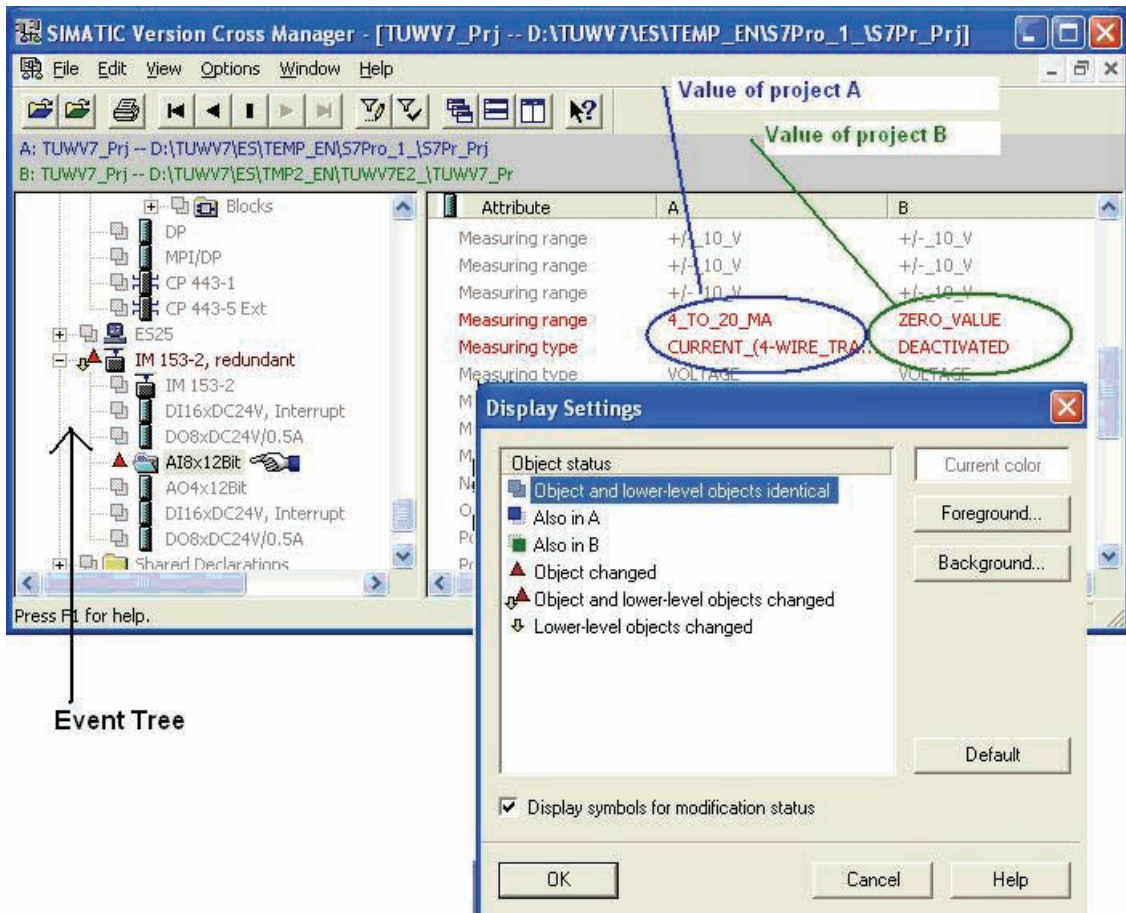 SIMATIC Version Cross Manager - [TUWV7_Prj -- D:\TUWV7\ES\TEMP_EN\S7Pro_1_\S7Pr_Prj]
File Edit View Options Window Help
Value of project A
Value of project B
A: TUWV7_Prj -- D:\TUWV7\ES\TEMP_EN\S7Pro_1_\S7Pr_Prj
B: TUWV7_Prj -- D:\TUWV7\ES\TMP2_EN\TUWV7E2_\TUWV7_Pr
Blocks
DP
MPI/DP
CP 443-1
CP 443-5 Ext
ES25
IM 153-2, redundant
IM 153-2
DI16xDC24V, Interrupt
DO8xDC24V/0.5A
AI8x12Bit
AO4x12Bit
DI16xDC24V, Interrupt
DO8xDC24V/0.5A
Shared Declarations
Attribute A B
Measuring range +/-_10_V +/-_10_V
Measuring range +/-_10_V +/-_10_V
Measuring range +/-_10_V +/-_10_V
Measuring range 4_TO_20_MA ZERO_VALUE
Measuring type CURRENT_(4-WIRE_TRA... DEACTIVATED
Measuring type VOLTAGE VOLTAGE
Press F1 for help.
Event Tree
Display Settings
Object status
Object and lower-level objects identical
Also in A
Also in B
Object changed
Object and lower-level objects changed
Lower-level objects changed
Current color
Foreground...
Background...
Default
Display symbols for modification status
OK Cancel Help